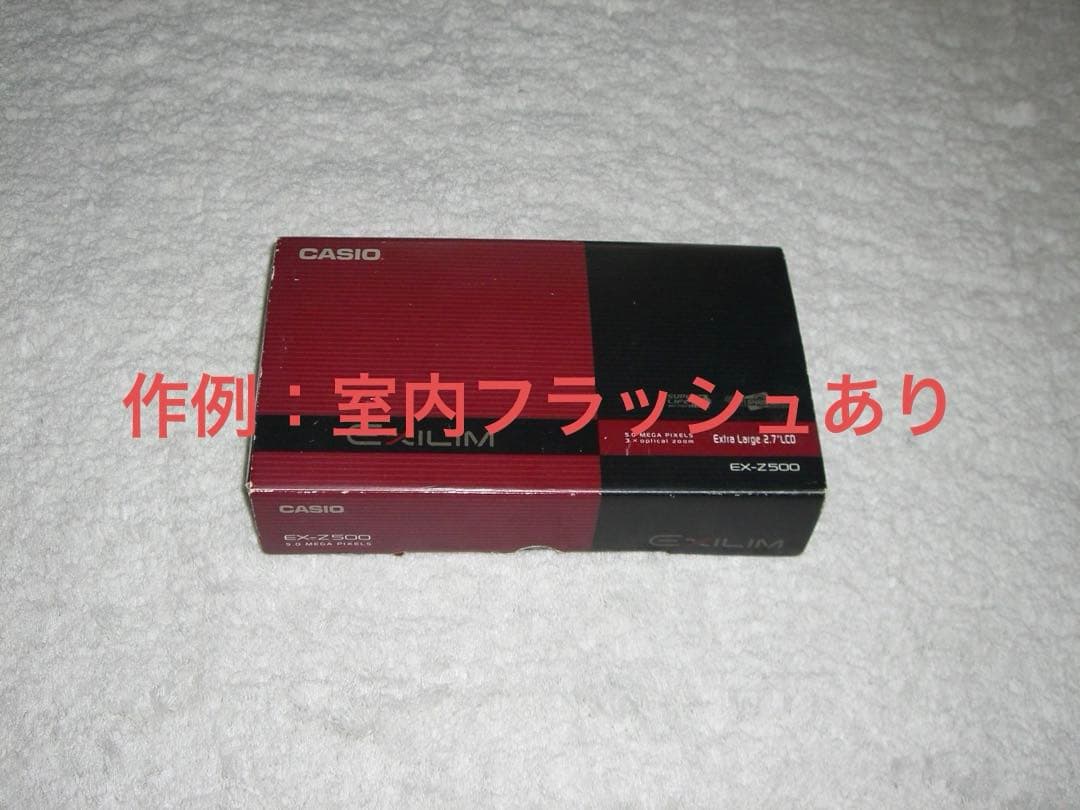 CASIO
作例：室内フラッシュあり
EXILIM
5.0 MEGA PIXELS
3× optical zoom
Extra Large 2.7"LCD
EX-Z500
CASIO
EX-Z500
5.0 MEGA PIXELS
EXILIM